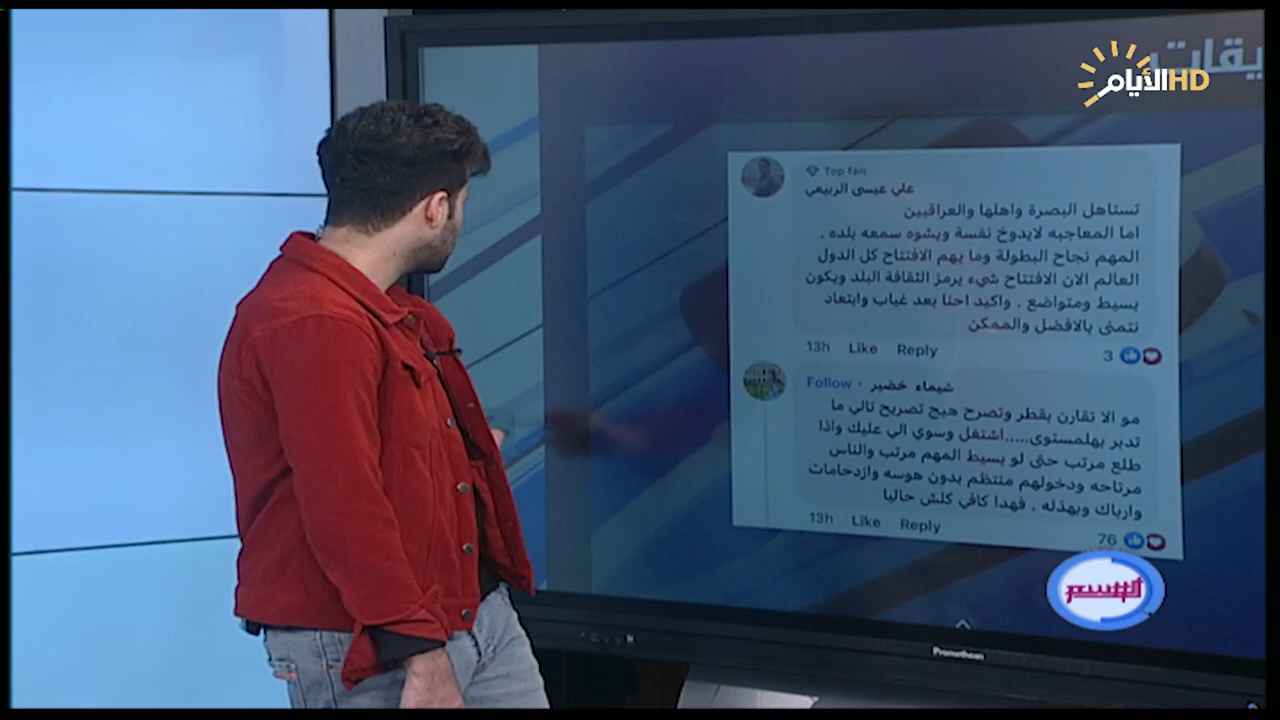 الأيام HD
Top fan
علي عيسى الربيعي
تستاهل البصرة واهلها والعراقيين
اما المعاجبه لايدوخ نفسة ويشوه سمعه بلده .
المهم نجاح البطولة وما يهم الافتتاح كل الدول
العالم الان الافتتاح شيء يرمز الثقافة البلد ويكون
بسيط ومتواضع . واكيد احنا بعد غياب وابتعاد
نتمنى بالافضل والممكن
13h Like Reply 3
شيماء خضير · Follow
مو الا تقارن بقطر وتصرح هيج تصريح تالي ما
تدبر بهلمستوى.....اشتغل وسوي الي عليك واذا
طلع مرتب حتى لو بسيط المهم مرتب والناس
مرتاحه ودخولهم منتظم بدون هوسه وازدحامات
وارباك وبهذله . فهدا كافي كلش حاليا
13h Like Reply 76
Promethean